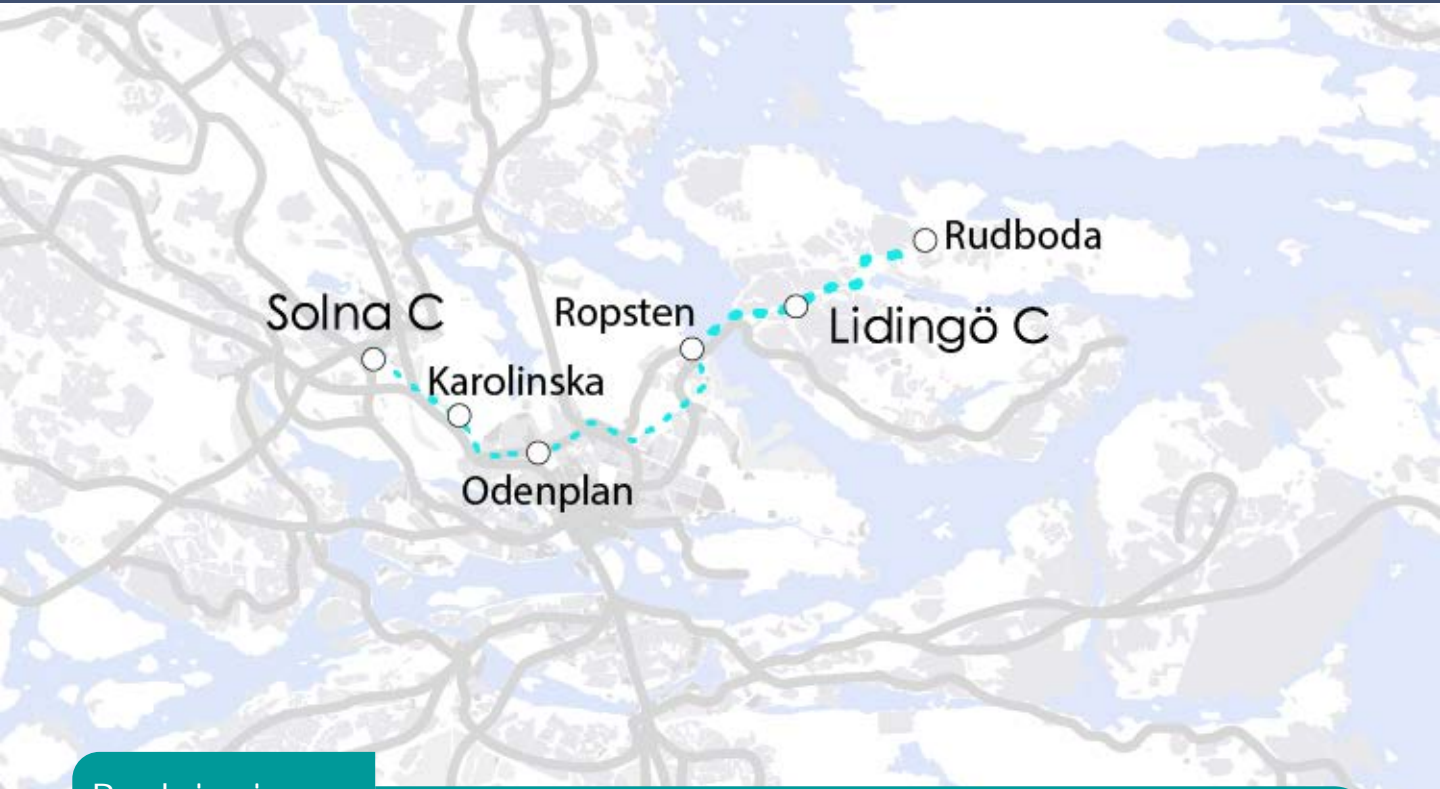 Rudboda
Solna C
Ropsten
Lidingö C
Karolinska
Odenplan